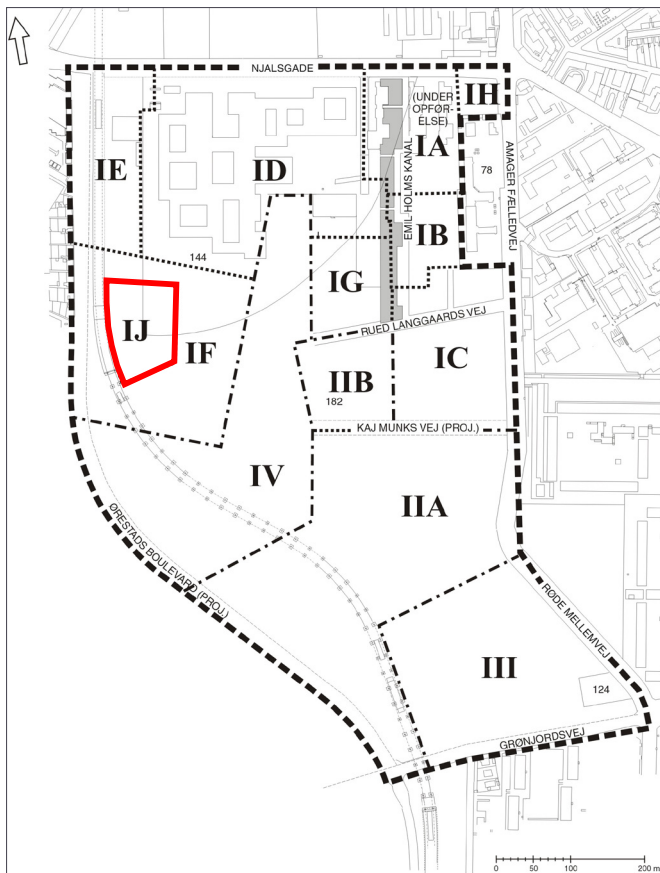 NJALSGADE
(UNDER
OPFØR-
ELSE)
IH
IA
IE
ID
EMIL HOLMS KANAL
78
AMAGER FÆLLEDVEJ
IB
144
IG
IJ
IF
RUED LANGGAARDS VEJ
IC
IIB
182
KAJ MUNKS VEJ (PROJ.)
IV
IIA
ØRESTADS BOULEVARD (PROJ.)
RØDE MELLEMVEJ
III
124
GRØNJORDSVEJ
0 50 100 200 m